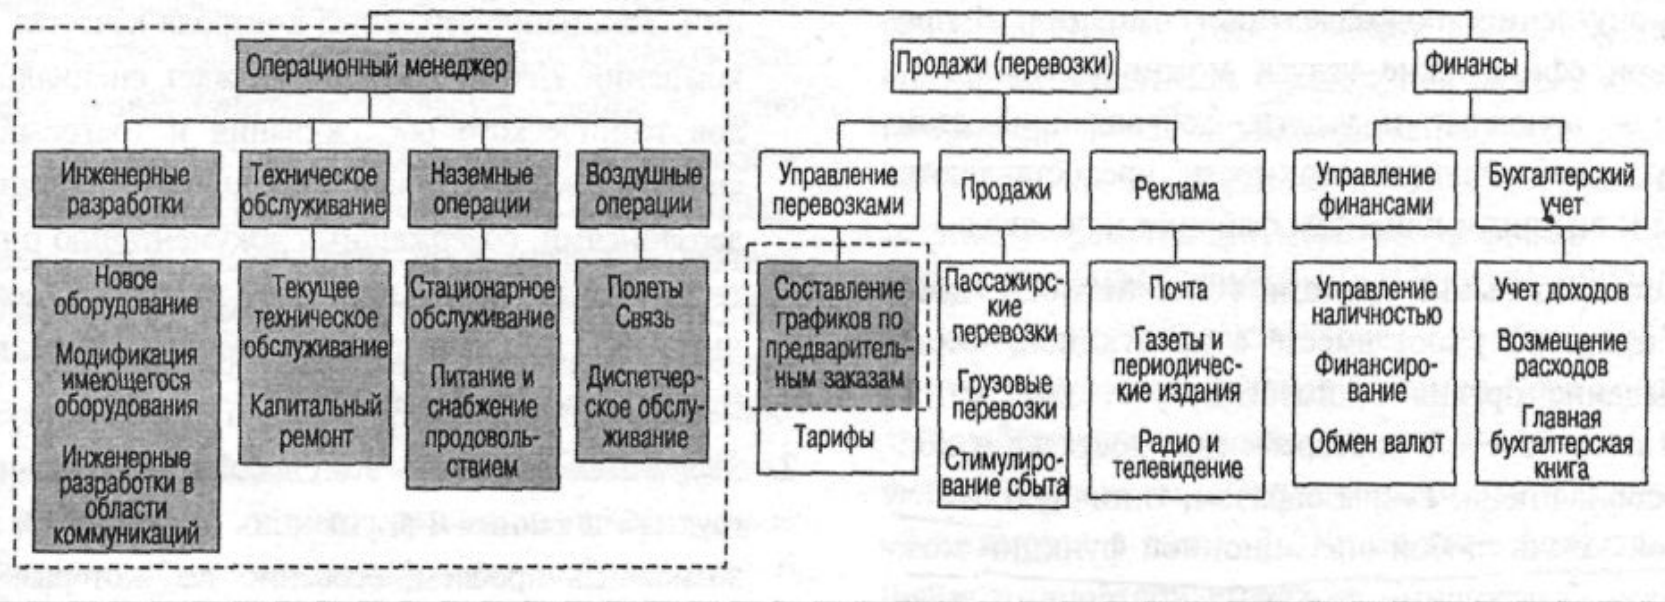 Операционный менеджер
Продажи (перевозки)
Финансы
Инженерные
разработки
Техническое
обслуживание
Наземные
операции
Воздушные
операции
Управление
перевозками
Продажи
Реклама
Управление
финансами
Бухгалтерский
учет
Новое
оборудование
Модификация
имеющегося
оборудования
Инженерные
разработки в
области
коммуникаций
Текущее
техническое
обслуживание
Капитальный
ремонт
Стационарное
обслуживание
Питание и
снабжение
продоволь-
ствием
Полеты
Связь
Диспетчер-
ское обслу-
живание
Составление
графиков по
предваритель-
ным заказам
Тарифы
Пассажирс-
кие
перевозки
Грузовые
перевозки
Стимулиро-
вание сбыта
Почта
Газеты и
периодичес-
кие издания
Радио и
телевидение
Управление
наличностью
Финансиро-
вание
Обмен валют
Учет доходов
Возмещение
расходов
Главная
бухгалтерская
книга